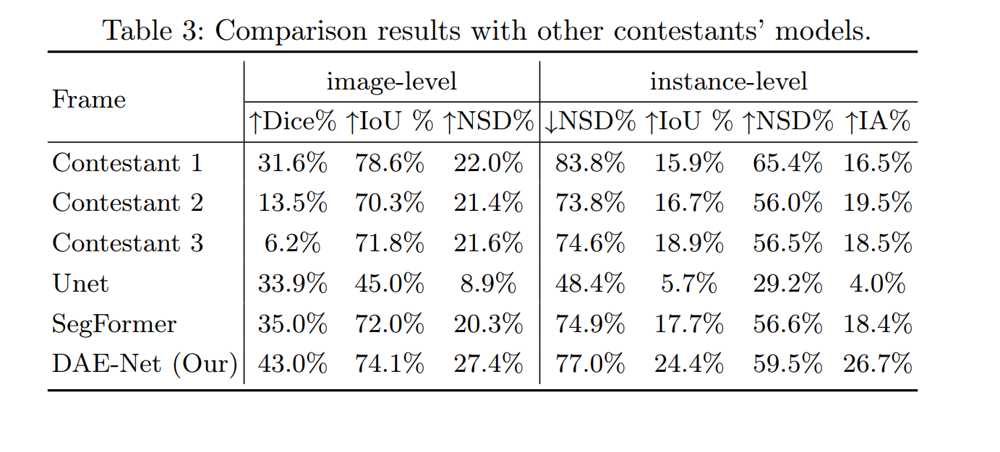 Table 3: Comparison results with other contestants' models.
Frame image-level instance-level
↑Dice% ↑IoU % ↑NSD% ↓NSD% ↑IoU % ↑NSD% ↑IA%
Contestant 1 31.6% 78.6% 22.0% 83.8% 15.9% 65.4% 16.5%
Contestant 2 13.5% 70.3% 21.4% 73.8% 16.7% 56.0% 19.5%
Contestant 3 6.2% 71.8% 21.6% 74.6% 18.9% 56.5% 18.5%
Unet 33.9% 45.0% 8.9% 48.4% 5.7% 29.2% 4.0%
SegFormer 35.0% 72.0% 20.3% 74.9% 17.7% 56.6% 18.4%
DAE-Net (Our) 43.0% 74.1% 27.4% 77.0% 24.4% 59.5% 26.7%